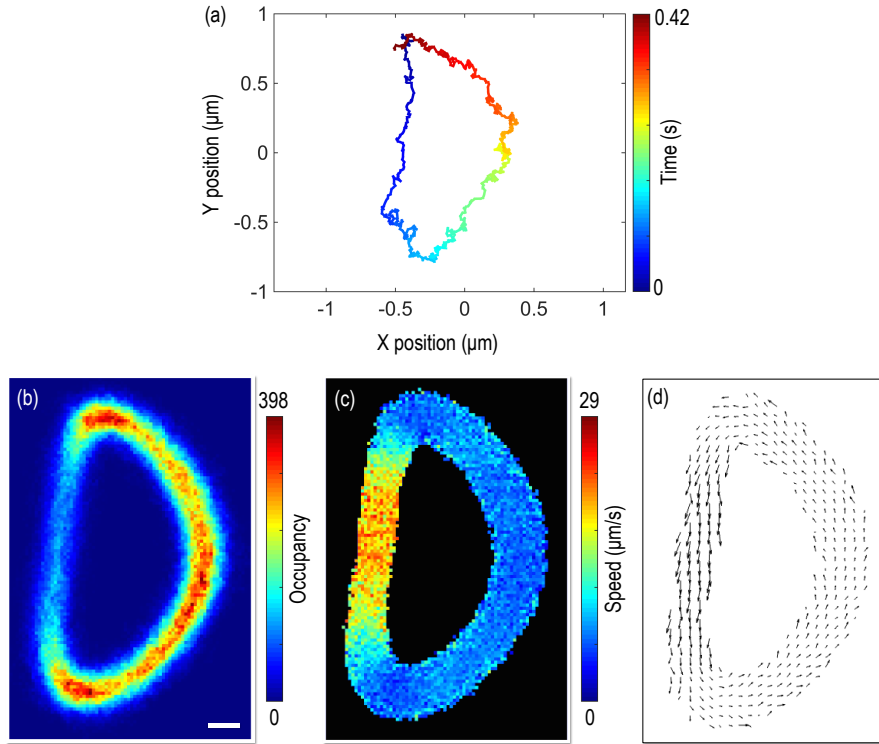 (a)
1
0.5
0
-0.5
-1
Y position (µm)
-1 -0.5 0 0.5 1
X position (µm)
0.42
Time (s)
0
(b)
398
Occupancy
0
(c)
29
Speed (µm/s)
0
(d)